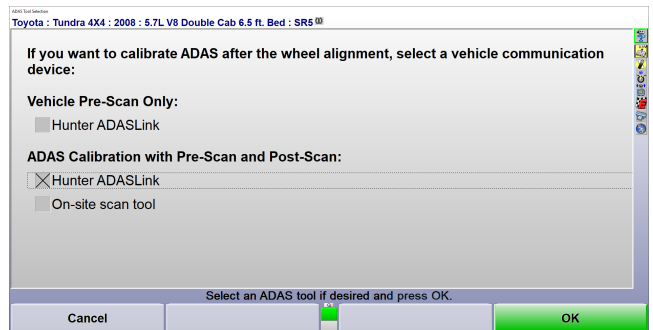 ADAS Tool Selection
Toyota : Tundra 4X4 : 2008 : 5.7L V8 Double Cab 6.5 ft. Bed : SR5
If you want to calibrate ADAS after the wheel alignment, select a vehicle communication
device:
Vehicle Pre-Scan Only:
Hunter ADASLink
ADAS Calibration with Pre-Scan and Post-Scan:
Hunter ADASLink
On-site scan tool
Select an ADAS tool if desired and press OK.
Cancel
OK